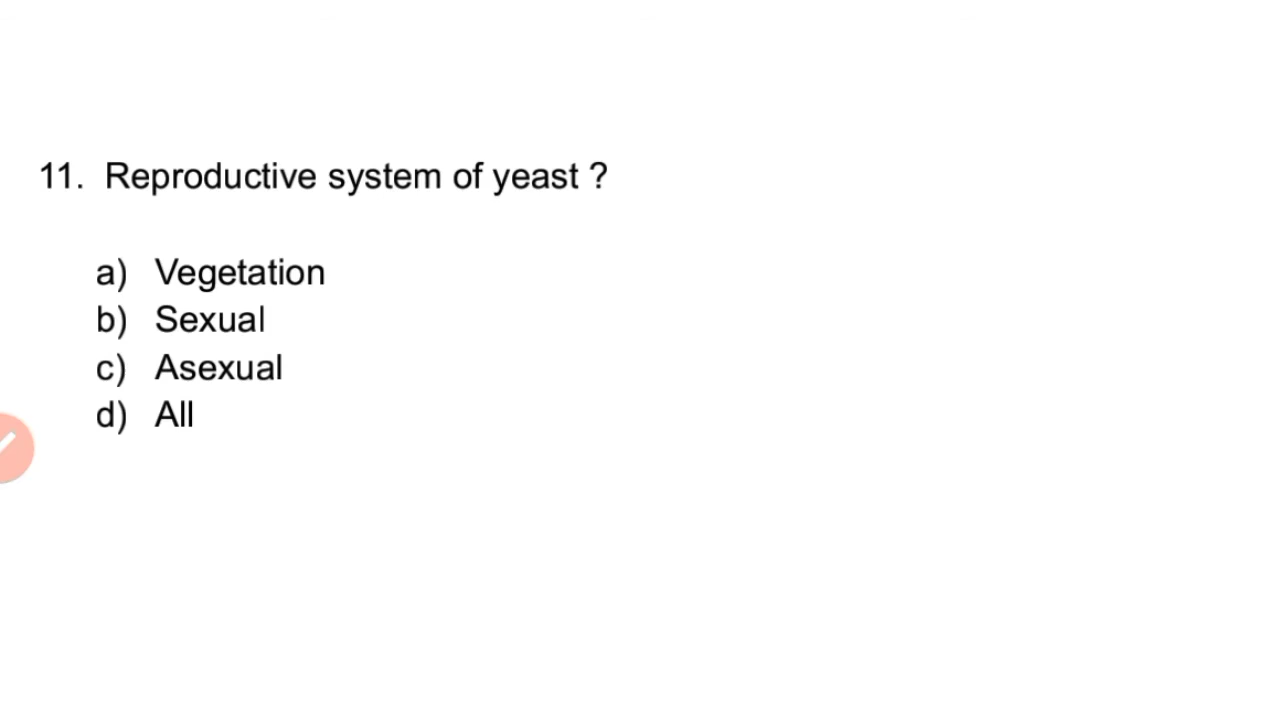 11. Reproductive system of yeast ?
a) Vegetation
b) Sexual
c) Asexual
d) All